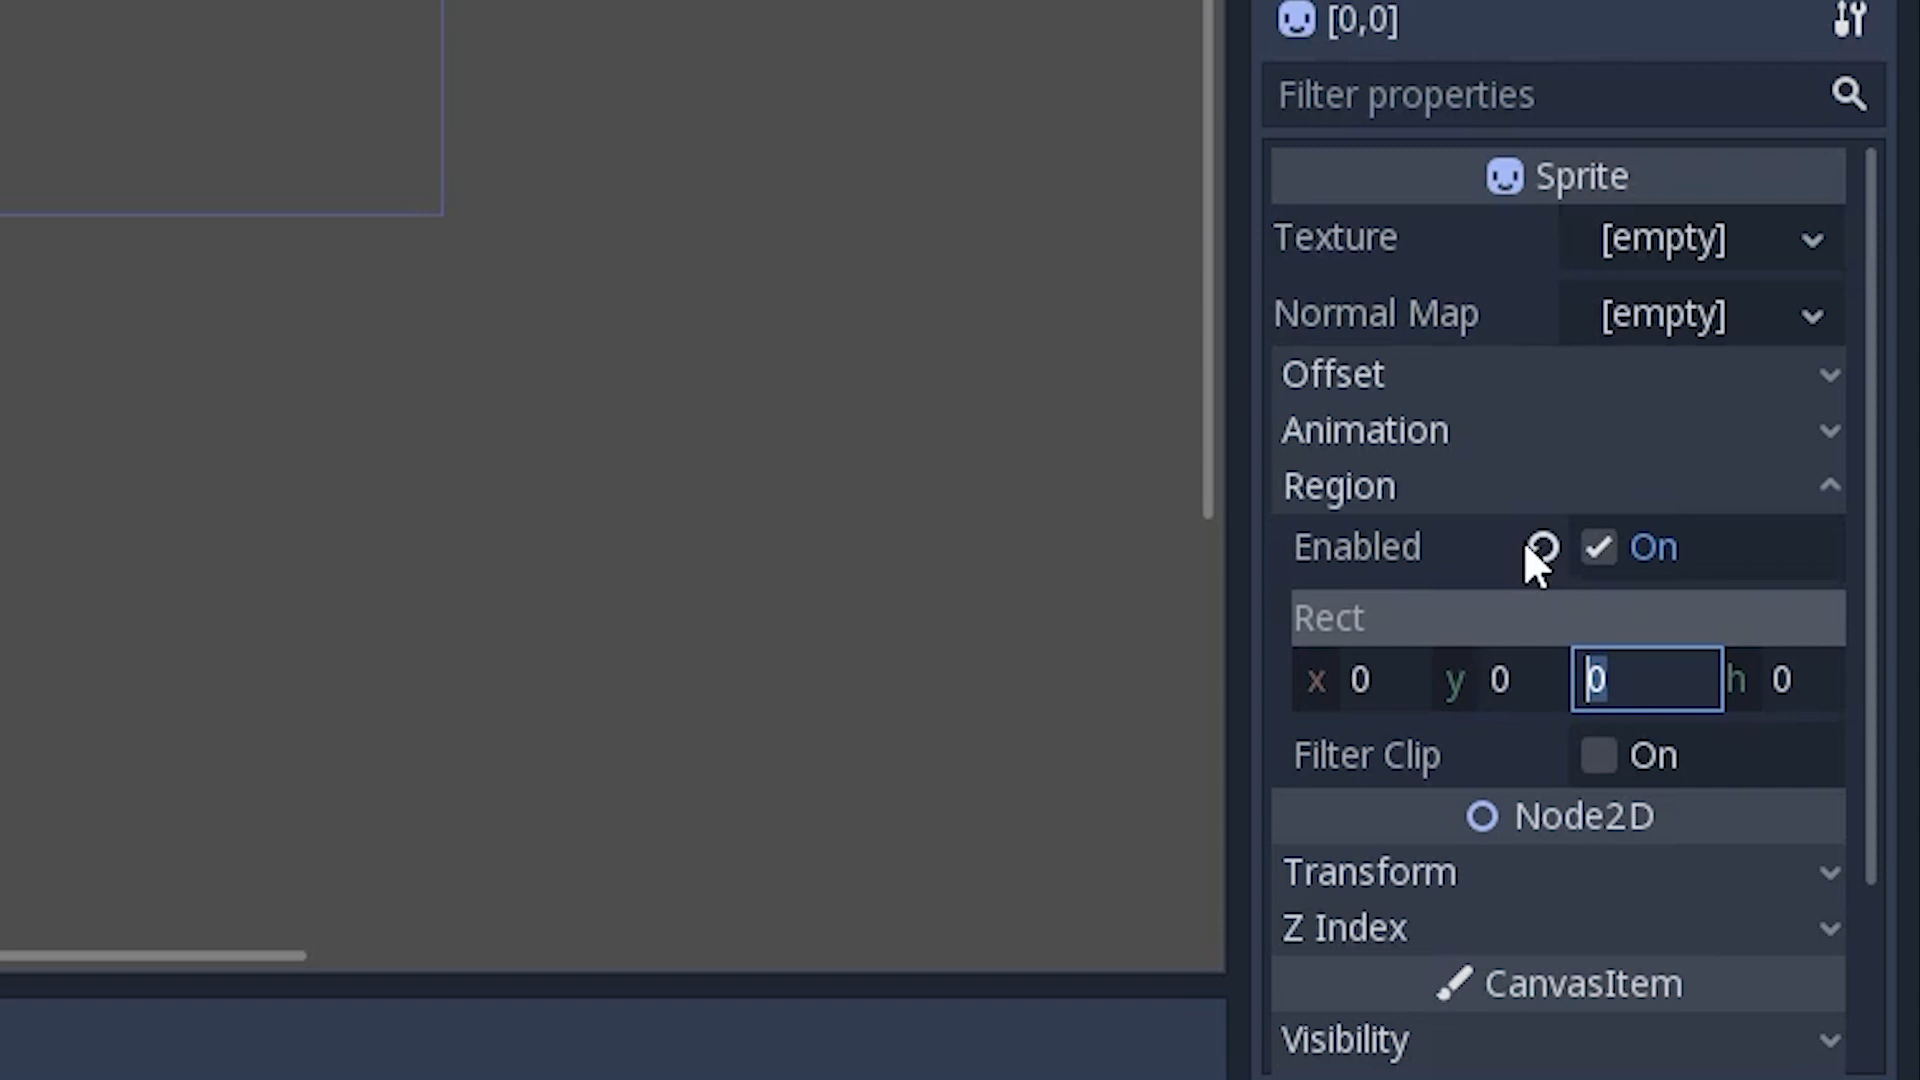 [0,0]
Filter properties
Sprite
Texture [empty]
Normal Map [empty]
Offset
Animation
Region
Enabled On
Rect
x 0 y 0 0 h 0
Filter Clip On
Node2D
Transform
Z Index
CanvasItem
Visibility